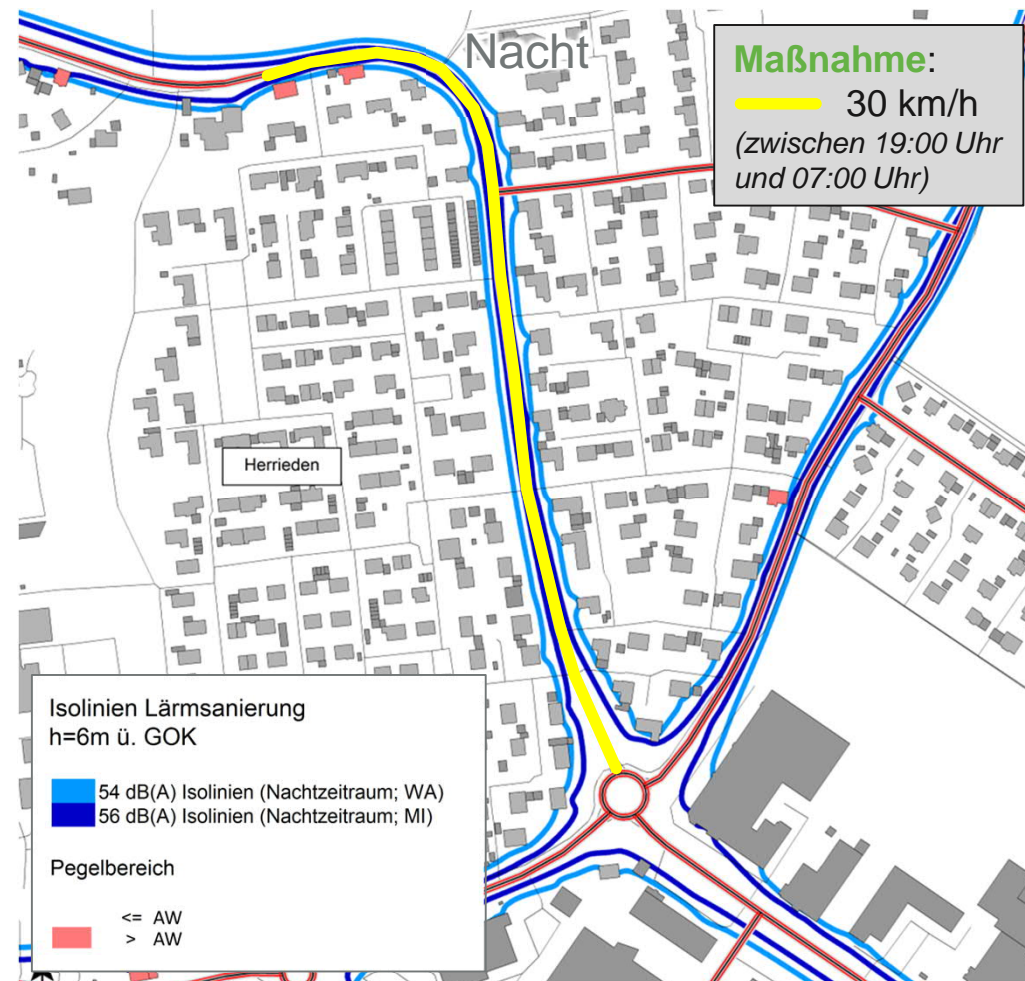 Nacht
Maßnahme:
30 km/h
(zwischen 19:00 Uhr
und 07:00 Uhr)
Herrieden
Isolinien Lärmsanierung
h=6m ü. GOK
54 dB(A) Isolinien (Nachtzeitraum; WA)
56 dB(A) Isolinien (Nachtzeitraum; MI)
Pegelbereich
<= AW
> AW